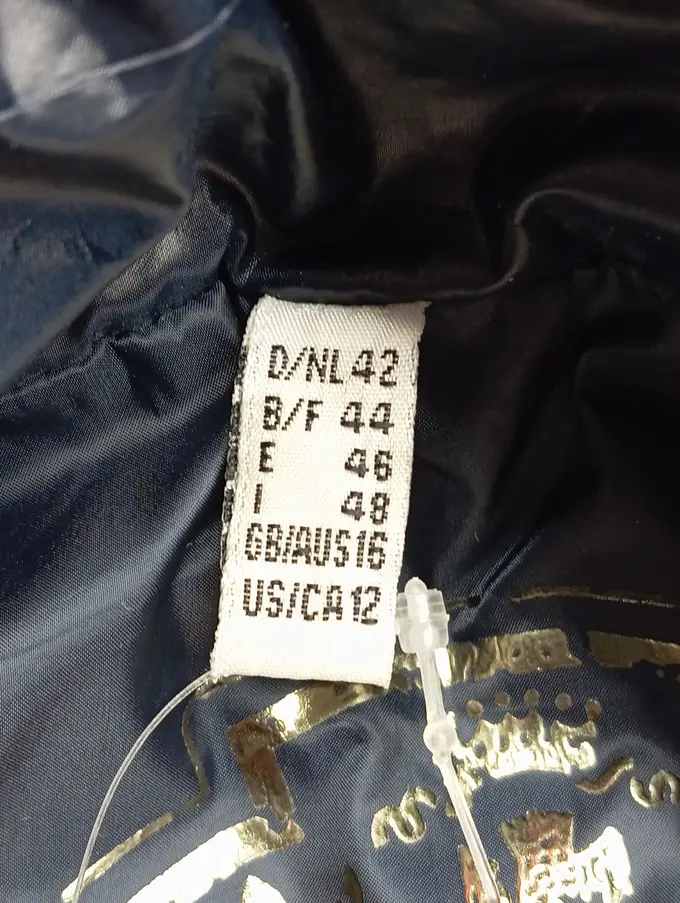 D/NL 42
B/F 44
E 46
I 48
GB/AUS 16
US/CA 12